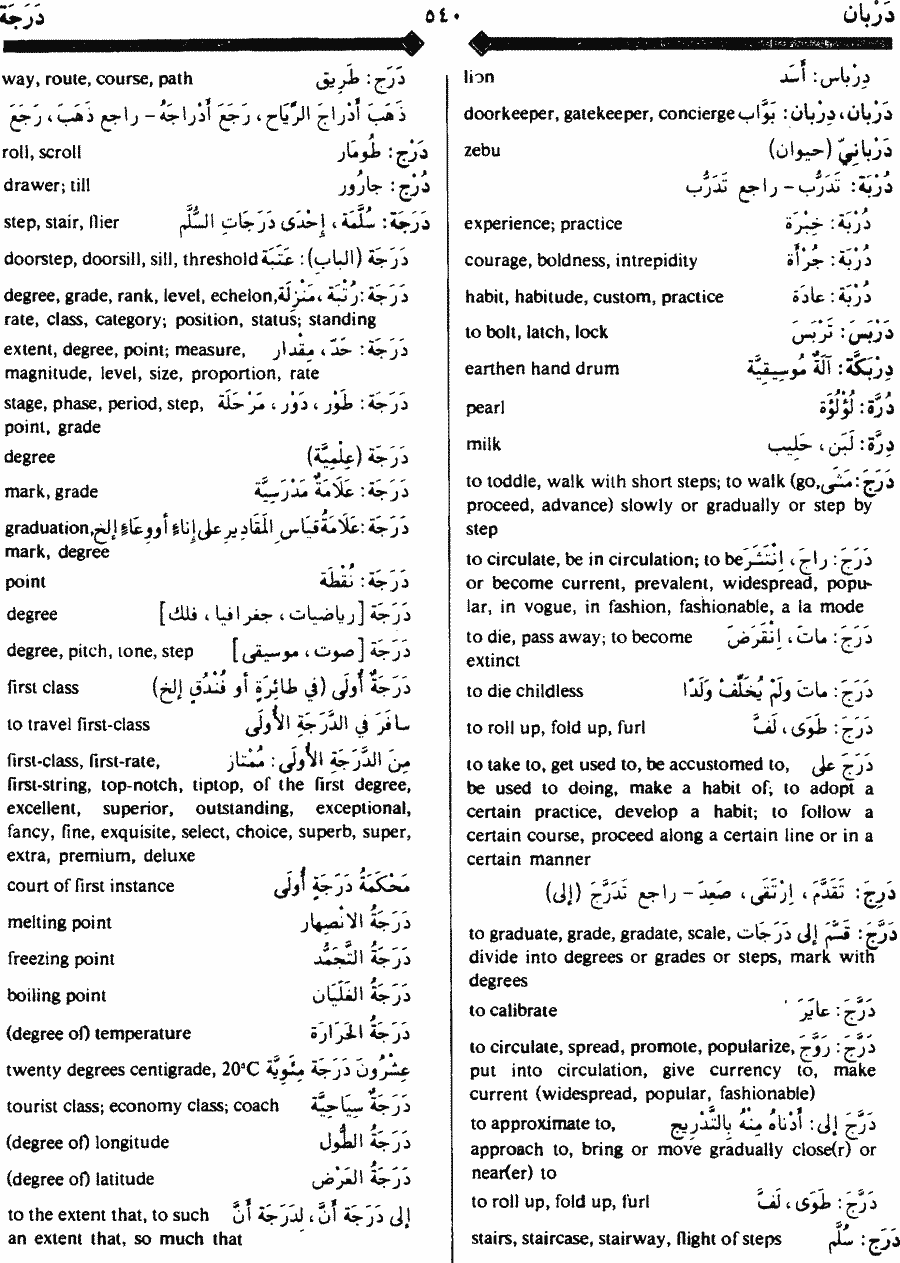 دَرْبان
٥٤٠
دَرَجَة
lion دِرْباس: أَسَد
doorkeeper, gatekeeper, concierge دَرْبَان، دِرْبَان: بَوَّاب
zebu دَرْبَانِيّ (حيوان)
دُرْبَة: تَدَرُّب - راجع تَدَرَّبَ
experience; practice دُرْبَة: خِبْرَة
courage, boldness, intrepidity دُرْبَة: جُرْأَة
habit, habitude, custom, practice دُرْبَة: عادَة
to bolt, latch, lock دَرْبَسَ: تَرْبَسَ
earthen hand drum دِرْبَكَّة: آلَةٌ مُوسِيقِيَّة
pearl دُرَّة: لُؤْلُؤَة
milk دِرَّة: لَبَن، حَلِيب
to toddle, walk with short steps; to walk (go, دَرَجَ: مَشَى
proceed, advance) slowly or gradually or step by
step
to circulate, be in circulation; to be دَرَجَ: راجَ، اِنْتَشَرَ
or become current, prevalent, widespread, popu-
lar, in vogue, in fashion, fashionable, a la mode
to die, pass away; to become دَرَجَ: ماتَ، اِنْقَرَضَ
extinct
to die childless دَرَجَ: ماتَ ولَمْ يُخَلِّفْ وَلَدًا
to roll up, fold up, furl دَرَجَ: طَوَى، لَفَّ
to take to, get used to, be accustomed to, دَرَجَ على
be used to doing, make a habit of; to adopt a
certain practice, develop a habit; to follow a
certain course, proceed along a certain line or in a
certain manner
دَرِجَ: تَقَدَّمَ، اِرْتَقَى، صَعِدَ - راجع تَدَرَّجَ (إلى)
to graduate, grade, gradate, scale, دَرَّجَ: قَسَّمَ إلى دَرَجَات
divide into degrees or grades or steps, mark with
degrees
to calibrate دَرَّجَ: عايَرَ
to circulate, spread, promote, popularize, دَرَّجَ: رَوَّجَ
put into circulation, give currency to, make
current (widespread, popular, fashionable)
to approximate to, دَرَّجَ إلى: أَدْناهُ مِنْهُ بِالتَّدْرِيج
approach to, bring or move gradually close(r) or
near(er) to
to roll up, fold up, furl دَرَّجَ: طَوَى، لَفَّ
stairs, staircase, stairway, flight of steps دَرَج: سُلَّم
way, route, course, path دَرَج: طَرِيق
ذَهَبَ أَدْراجَ الرِّيَاح، رَجَعَ أَدْراجَهُ - راجع ذَهَبَ، رَجَعَ
roll, scroll دَرْج: طُومَار
drawer; till دُرْج: جارُور
step, stair, flier دَرَجَة: سُلَّمَة، إحْدَى دَرَجَاتِ السُّلَّم
doorstep, doorsill, sill, threshold دَرَجَة (الباب): عَتَبَة
degree, grade, rank, level, echelon, دَرَجَة: رُتْبَة، مَنْزِلَة
rate, class, category; position, status; standing
extent, degree, point; measure, دَرَجَة: حَدّ، مِقْدار
magnitude, level, size, proportion, rate
stage, phase, period, step, دَرَجَة: طَوْر، دَوْر، مَرْحَلَة
point, grade
degree دَرَجَة (عِلْمِيَّة)
mark, grade دَرَجَة: عَلَامَةٌ مَدْرَسِيَّة
graduation, دَرَجَة: عَلَامَةُ قِيَاسِ المَقَادِير على إناءٍ أو وِعَاءٍ إلخ
mark, degree
point دَرَجَة: نُقْطَة
degree دَرَجَة [رياضيات، جغرافيا، فلك]
degree, pitch, tone, step دَرَجَة [صوت، موسيقى]
first class دَرَجَةٌ أُولَى (في طائِرَةٍ أو فُنْدُقٍ إلخ)
to travel first-class سافَرَ في الدَّرَجَةِ الأُولَى
first-class, first-rate, مِنَ الدَّرَجَةِ الأُولَى: مُمْتاز
first-string, top-notch, tiptop, of the first degree,
excellent, superior, outstanding, exceptional,
fancy, fine, exquisite, select, choice, superb, super,
extra, premium, deluxe
court of first instance مَحْكَمَةُ دَرَجَةٍ أُولَى
melting point دَرَجَةُ الانْصِهار
freezing point دَرَجَةُ التَّجَمُّد
boiling point دَرَجَةُ الغَلَيَان
(degree of) temperature دَرَجَةُ الحَرَارَة
twenty degrees centigrade, 20°C عِشْرُونَ دَرَجَة مِئَوِيَّة
tourist class; economy class; coach دَرَجَةٌ سِيَاحِيَّة
(degree of) longitude دَرَجَةُ الطُّول
(degree of) latitude دَرَجَةُ العَرْض
to the extent that, to such إلى دَرَجَةِ أَنَّ، لِدَرَجَةِ أَنَّ
an extent that, so much that